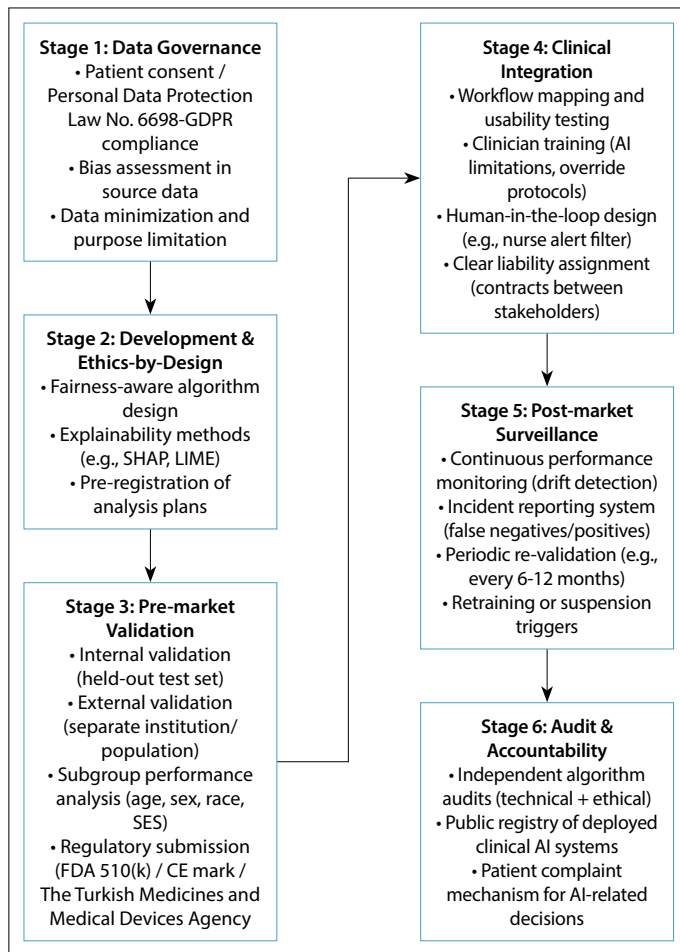 Stage 1: Data Governance
• Patient consent /
Personal Data Protection
Law No. 6698-GDPR
compliance
• Bias assessment in
source data
• Data minimization and
purpose limitation
Stage 2: Development &
Ethics-by-Design
• Fairness-aware algorithm
design
• Explainability methods
(e.g., SHAP, LIME)
• Pre-registration of
analysis plans
Stage 3: Pre-market
Validation
• Internal validation
(held-out test set)
• External validation
(separate institution/
population)
• Subgroup performance
analysis (age, sex, race,
SES)
• Regulatory submission
(FDA 510(k) / CE mark /
The Turkish Medicines and
Medical Devices Agency
Stage 4: Clinical
Integration
• Workflow mapping and
usability testing
• Clinician training (AI
limitations, override
protocols)
• Human-in-the-loop design
(e.g., nurse alert filter)
• Clear liability assignment
(contracts between
stakeholders)
Stage 5: Post-market
Surveillance
• Continuous performance
monitoring (drift detection)
• Incident reporting system
(false negatives/positives)
• Periodic re-validation (e.g.,
every 6-12 months)
• Retraining or suspension
triggers
Stage 6: Audit &
Accountability
• Independent algorithm
audits (technical + ethical)
• Public registry of deployed
clinical AI systems
• Patient complaint
mechanism for AI-related
decisions